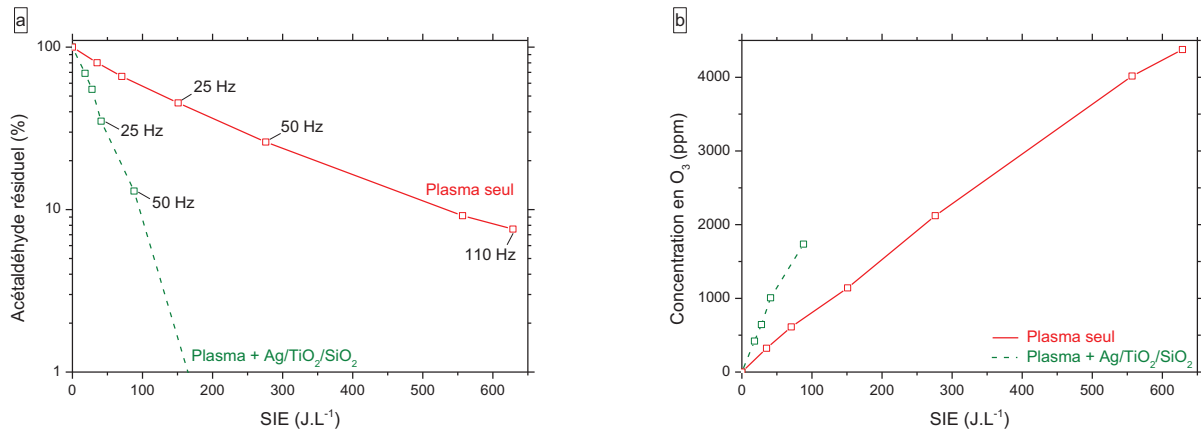 a
Acétaldéhyde résiduel (%)
100
10
1
25 Hz
50 Hz
25 Hz
50 Hz
Plasma seul
110 Hz
Plasma + Ag/TiO₂/SiO₂
0 100 200 300 400 500 600
SIE (J.L⁻¹)
b
Concentration en O₃ (ppm)
4000
3000
2000
1000
0
Plasma seul
Plasma + Ag/TiO₂/SiO₂
0 100 200 300 400 500 600
SIE (J.L⁻¹)